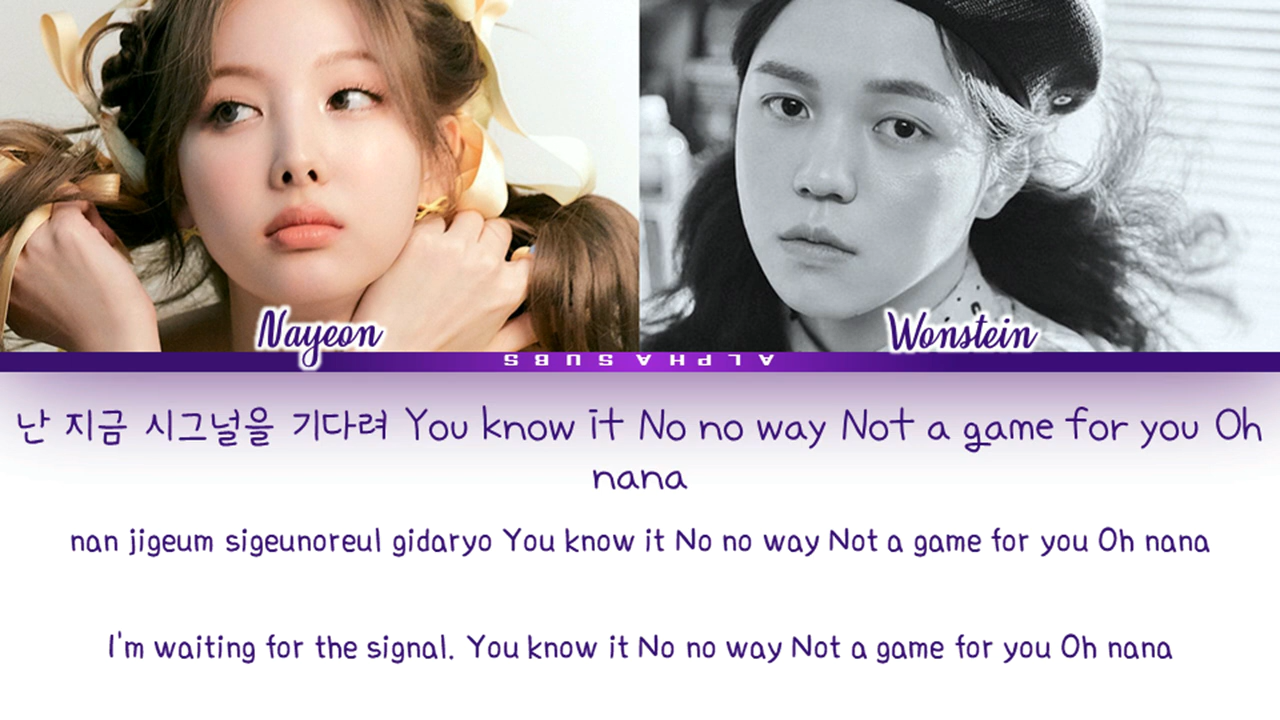 Nayeon
Wonstein
ALPHASUBS
난 지금 시그널을 기다려 You know it No no way Not a game for you Oh
nana
nan jigeum sigeunoreul gidaryo You know it No no way Not a game for you Oh nana
I'm waiting for the signal. You know it No no way Not a game for you Oh nana